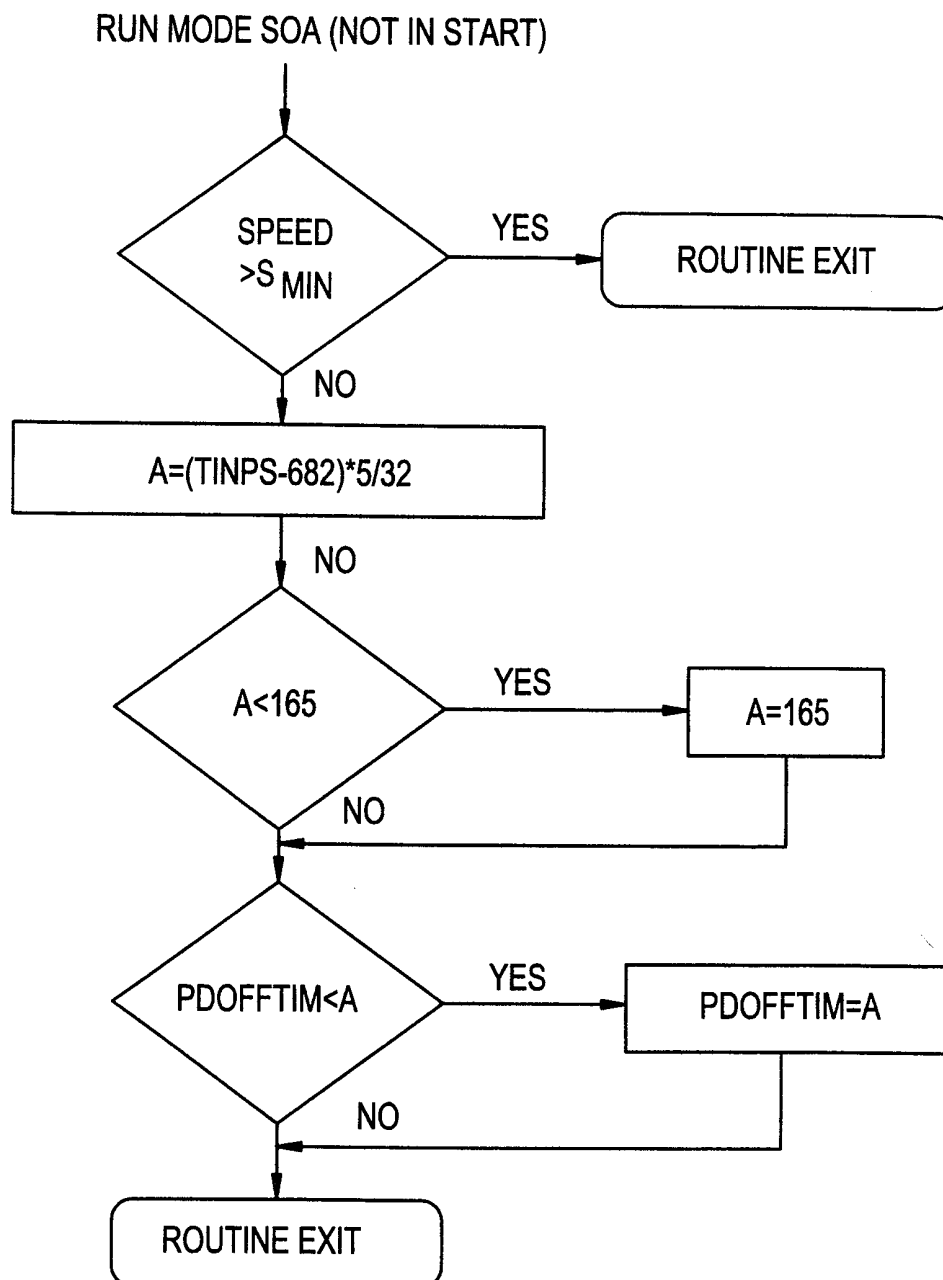 RUN MODE SOA (NOT IN START)
SPEED
>S MIN
YES
ROUTINE EXIT
NO
A=(TINPS-682)*5/32
NO
A<165
YES
A=165
NO
PDOFFTIM<A
YES
PDOFFTIM=A
NO
ROUTINE EXIT